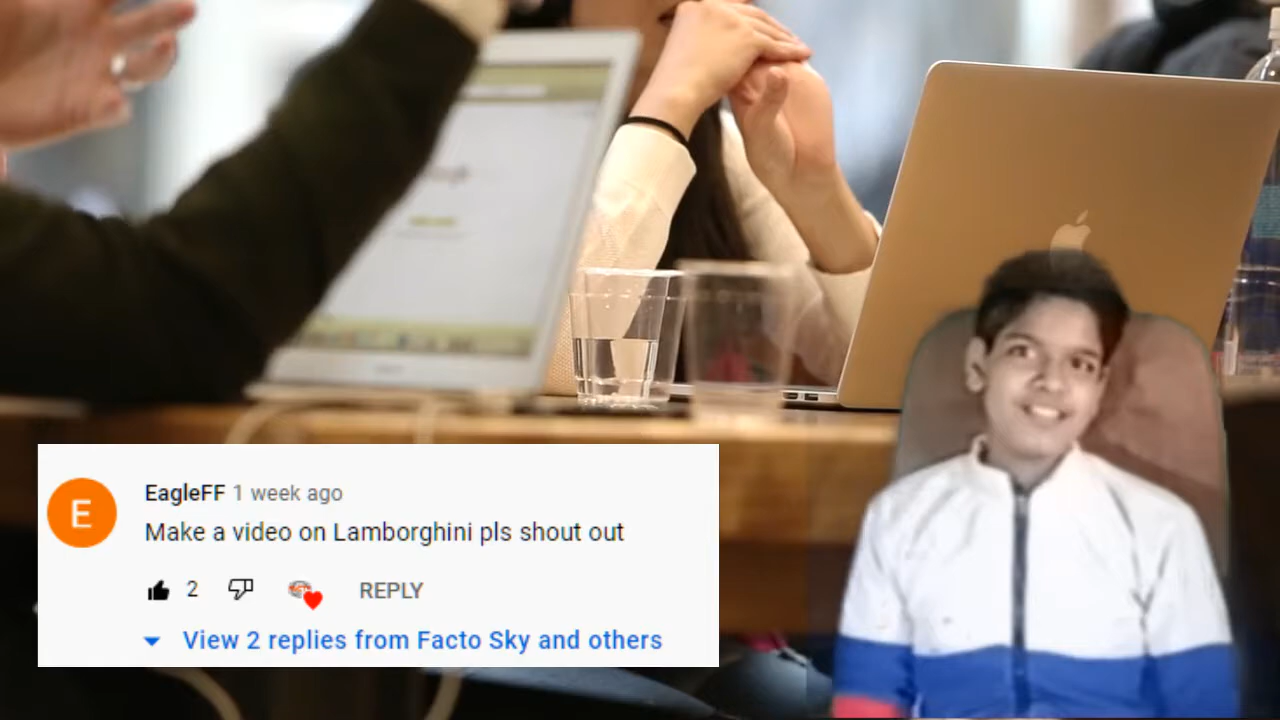 E
EagleFF 1 week ago
Make a video on Lamborghini pls shout out
2 REPLY
View 2 replies from Facto Sky and others